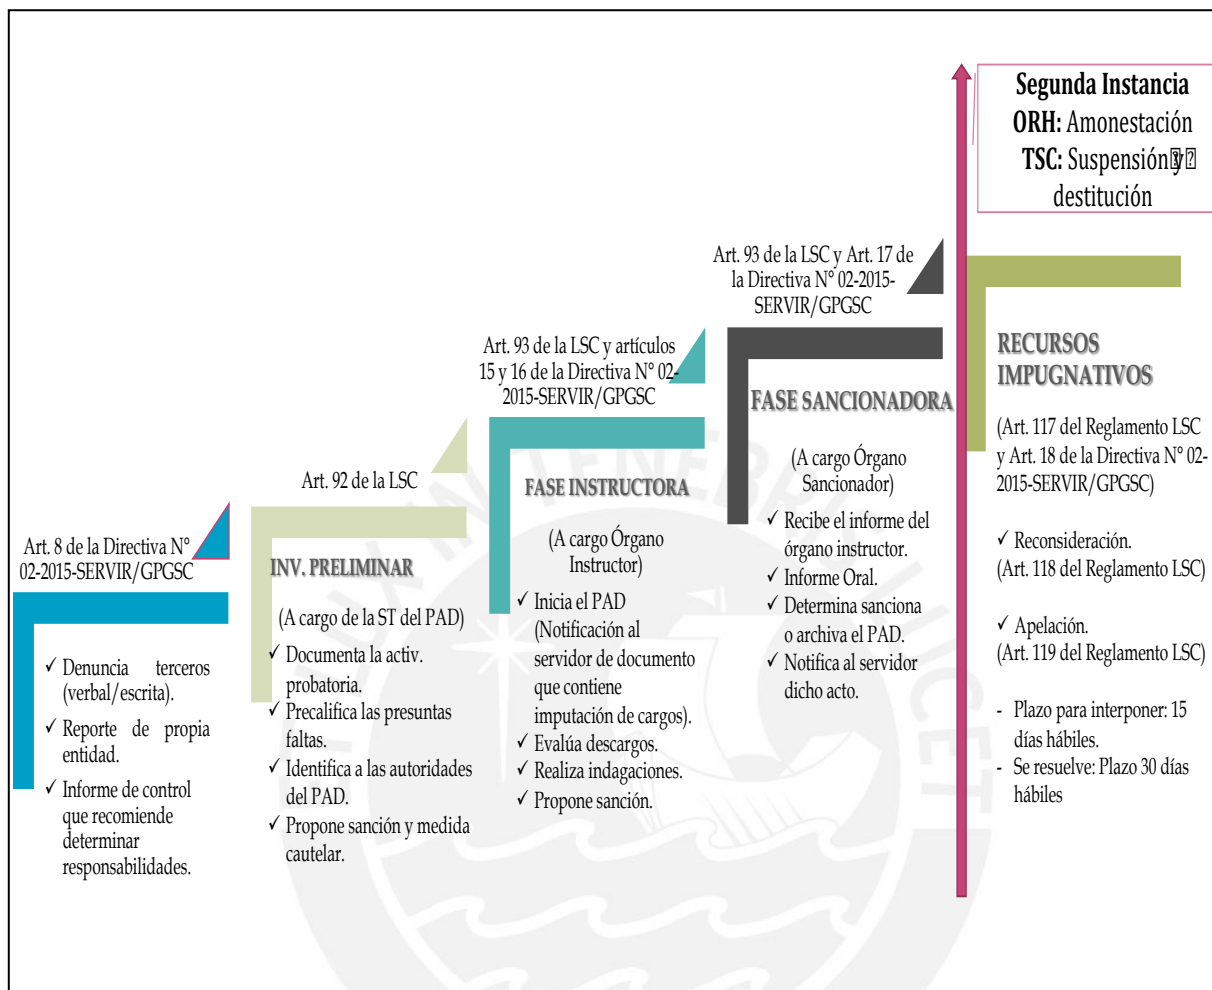 Art. 8 de la Directiva N°
02-2015-SERVIR/GPGSC
✓ Denuncia terceros
(verbal/escrita).
✓ Reporte de propia
entidad.
✓ Informe de control
que recomiende
determinar
responsabilidades.
Art. 92 de la LSC
INV. PRELIMINAR
(A cargo de la ST del PAD)
✓ Documenta la activ.
probatoria.
✓ Precalifica las presuntas
faltas.
✓ Identifica a las autoridades
del PAD.
✓ Propone sanción y medida
cautelar.
Art. 93 de la LSC y artículos
15 y 16 de la Directiva N° 02-
2015-SERVIR/GPGSC
FASE INSTRUCTORA
(A cargo Órgano
Instructor)
✓ Inicia el PAD
(Notificación al
servidor de documento
que contiene
imputación de cargos).
✓ Evalúa descargos.
✓ Realiza indagaciones.
✓ Propone sanción.
Art. 93 de la LSC y Art. 17 de
la Directiva N° 02-2015-
SERVIR/GPGSC
FASE SANCIONADORA
(A cargo Órgano
Sancionador)
✓ Recibe el informe del
órgano instructor.
✓ Informe Oral.
✓ Determina sanciona
o archiva el PAD.
✓ Notifica al servidor
dicho acto.
Segunda Instancia
ORH: Amonestación
TSC: Suspensión y
destitución
RECURSOS
IMPUGNATIVOS
(Art. 117 del Reglamento LSC
y Art. 18 de la Directiva N° 02-
2015-SERVIR/GPGSC)
✓ Reconsideración.
(Art. 118 del Reglamento LSC)
✓ Apelación.
(Art. 119 del Reglamento LSC)
- Plazo para interponer: 15
días hábiles.
- Se resuelve: Plazo 30 días
hábiles